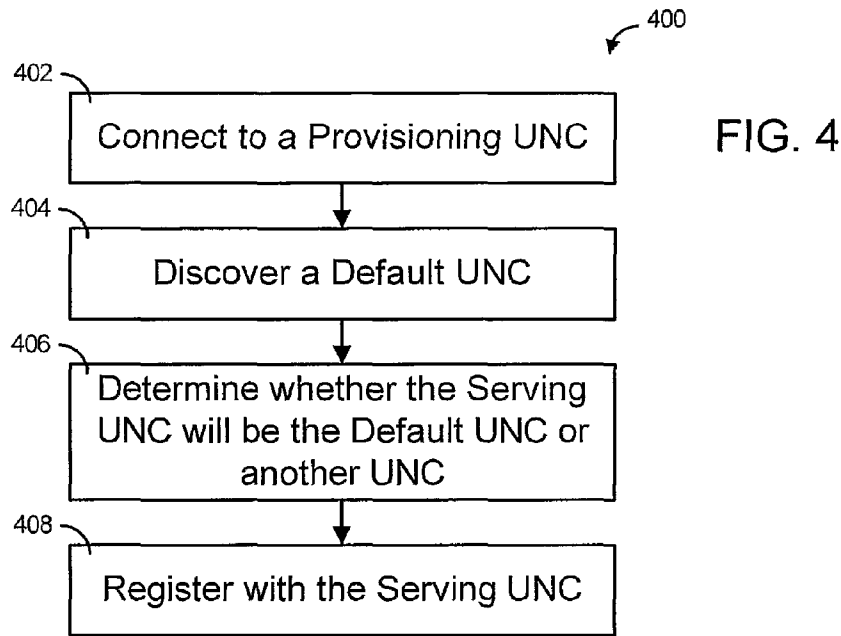 400
402
Connect to a Provisioning UNC
FIG. 4
404
Discover a Default UNC
406
Determine whether the Serving
UNC will be the Default UNC or
another UNC
408
Register with the Serving UNC